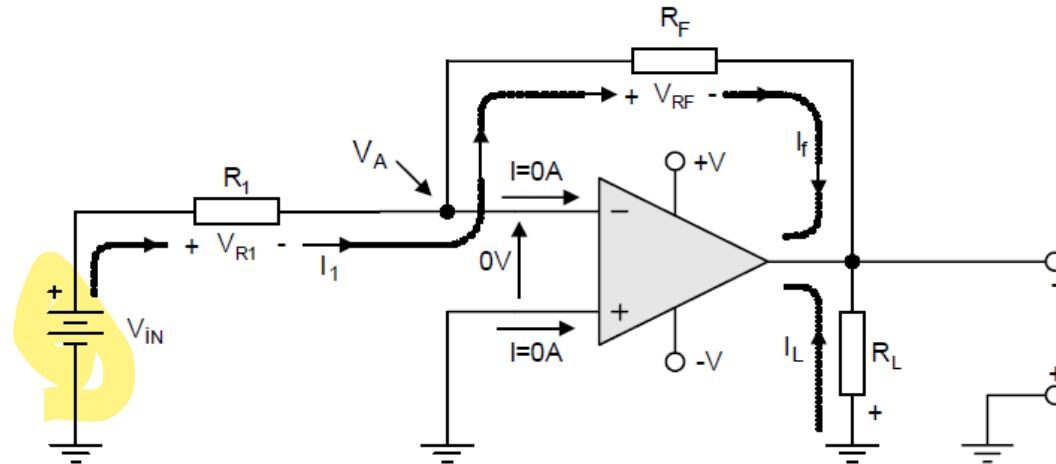 R_F
+ V_RF -
I_f
V_A
I=0A
+V
R_1
−
+ V_R1 -
I_1
0V
-
+
V_iN
+
I=0A
-V
I_L
R_L
+
+